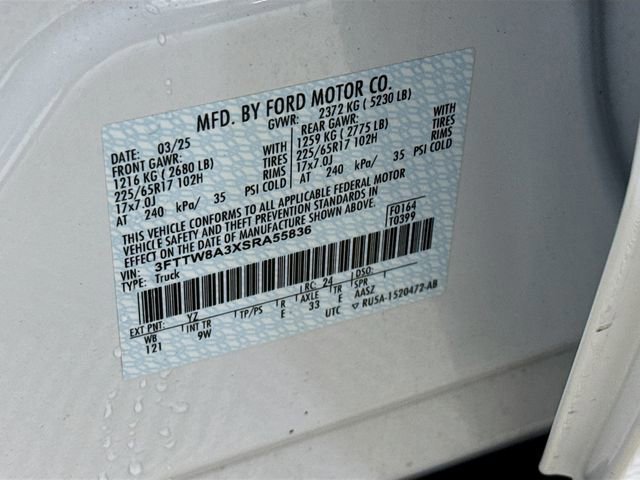 MFD. BY FORD MOTOR CO.
DATE: 03/25 GVWR: 2372 KG ( 5230 LB)
FRONT GAWR: WITH REAR GAWR: WITH
1216 KG ( 2680 LB) TIRES 1259 KG ( 2775 LB) TIRES
225/65R17 102H RIMS 225/65R17 102H RIMS
17x7.0J 17x7.0J
AT 240 kPa/ 35 PSI COLD AT 240 kPa/ 35 PSI COLD
THIS VEHICLE CONFORMS TO ALL APPLICABLE FEDERAL MOTOR
VEHICLE SAFETY AND THEFT PREVENTION STANDARDS IN
EFFECT ON THE DATE OF MANUFACTURE SHOWN ABOVE.
F0164
T0399
VIN: 3FTTW8A3XSRA55836
TYPE: Truck
EXT PNT: YZ RC: 24 DSO:
WB INT TR TP/PS R AXLE TR SPR
121 9W E 33 E AASZ
UTC RU5A-1520472-AB